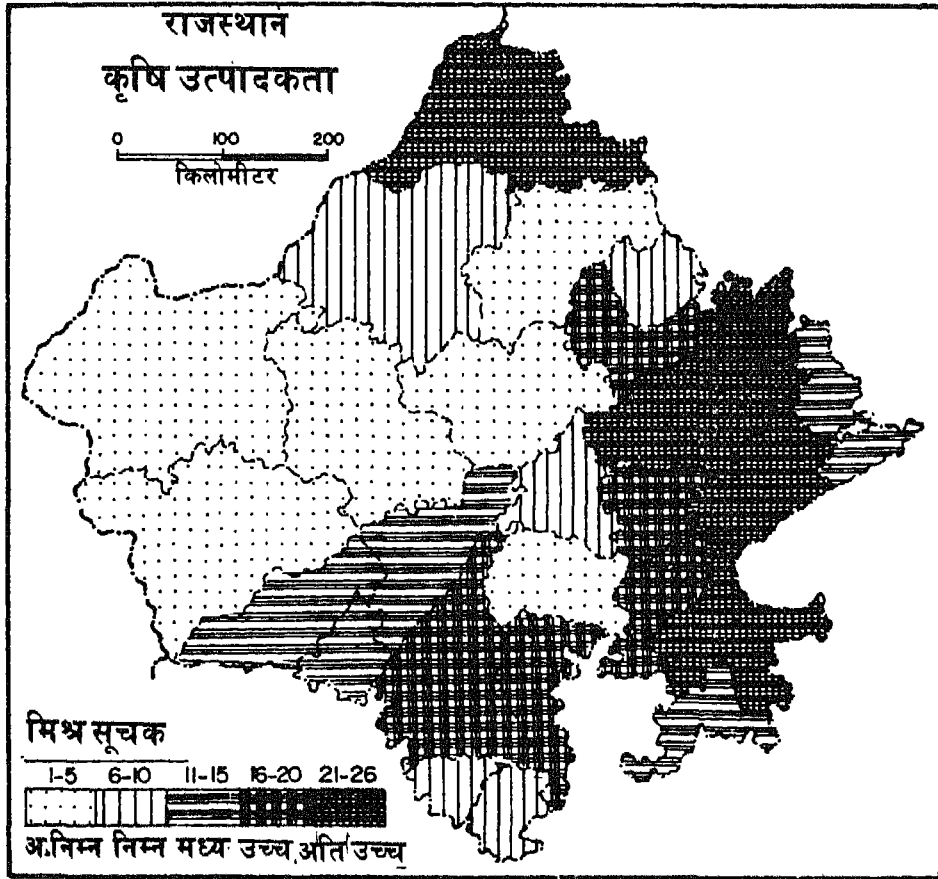 राजस्थान
कृषि उत्पादकता
0 100 200
किलोमीटर
मिश्र सूचक
1-5 6-10 11-15 16-20 21-26
अ.निम्न निम्न मध्य उच्च अति उच्च